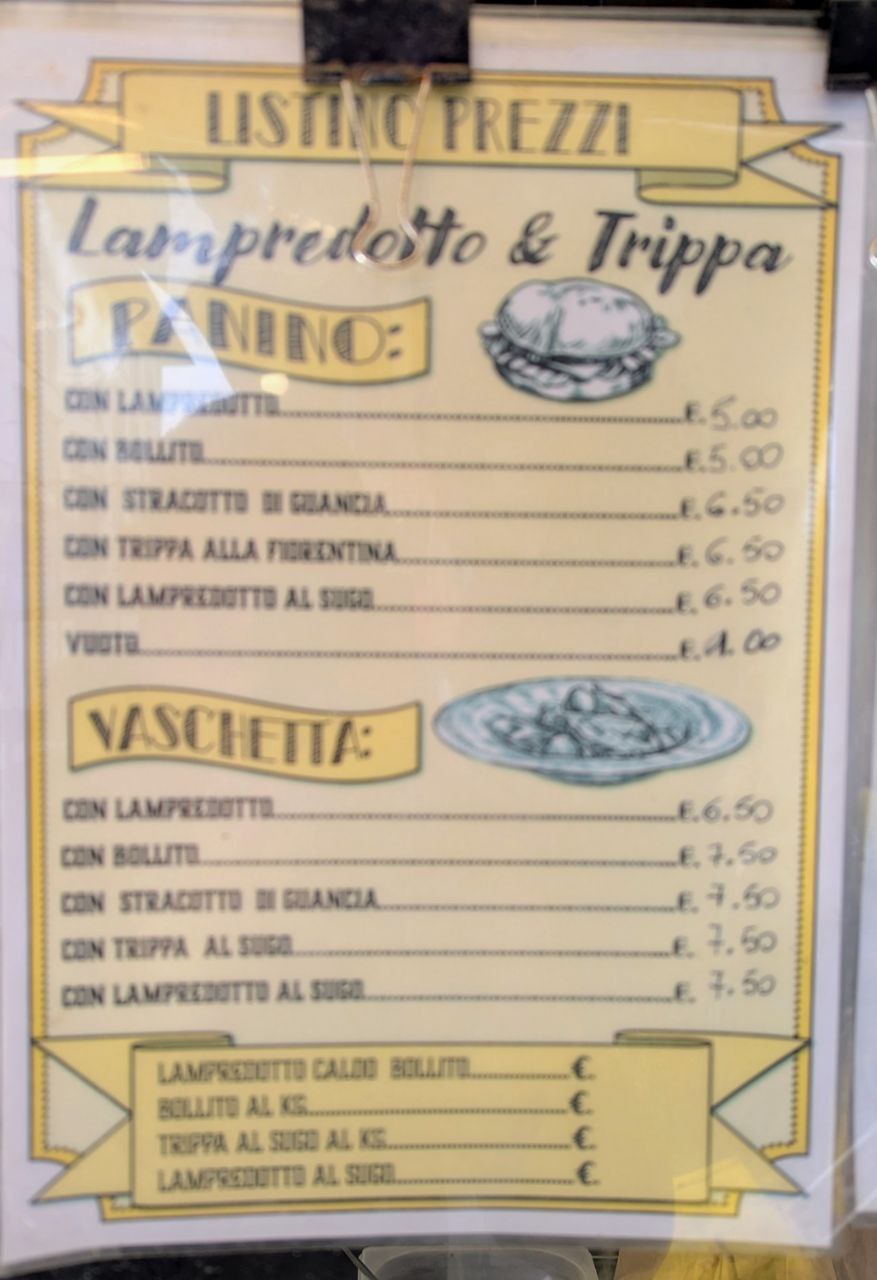 LISTINO PREZZI
Lampredotto & Trippa
PANINO:
CON LAMPREDOTTO........€. 5.00
CON BOLLITO........€. 5.00
CON STRACOTTO DI GUANCIA........€. 6.50
CON TRIPPA ALLA FIORENTINA........€. 6.50
CON LAMPREDOTTO AL SUGO........€. 6.50
VUOTO........€. 1.00
VASCHETTA:
CON LAMPREDOTTO........€. 6.50
CON BOLLITO........€. 7.50
CON STRACOTTO DI GUANCIA........€. 7.50
CON TRIPPA AL SUGO........€. 7.50
CON LAMPREDOTTO AL SUGO........€. 7.50
LAMPREDOTTO CALDO BOLLITO........€.
BOLLITO AL KG........€.
TRIPPA AL SUGO AL KG........€.
LAMPREDOTTO AL SUGO........€.